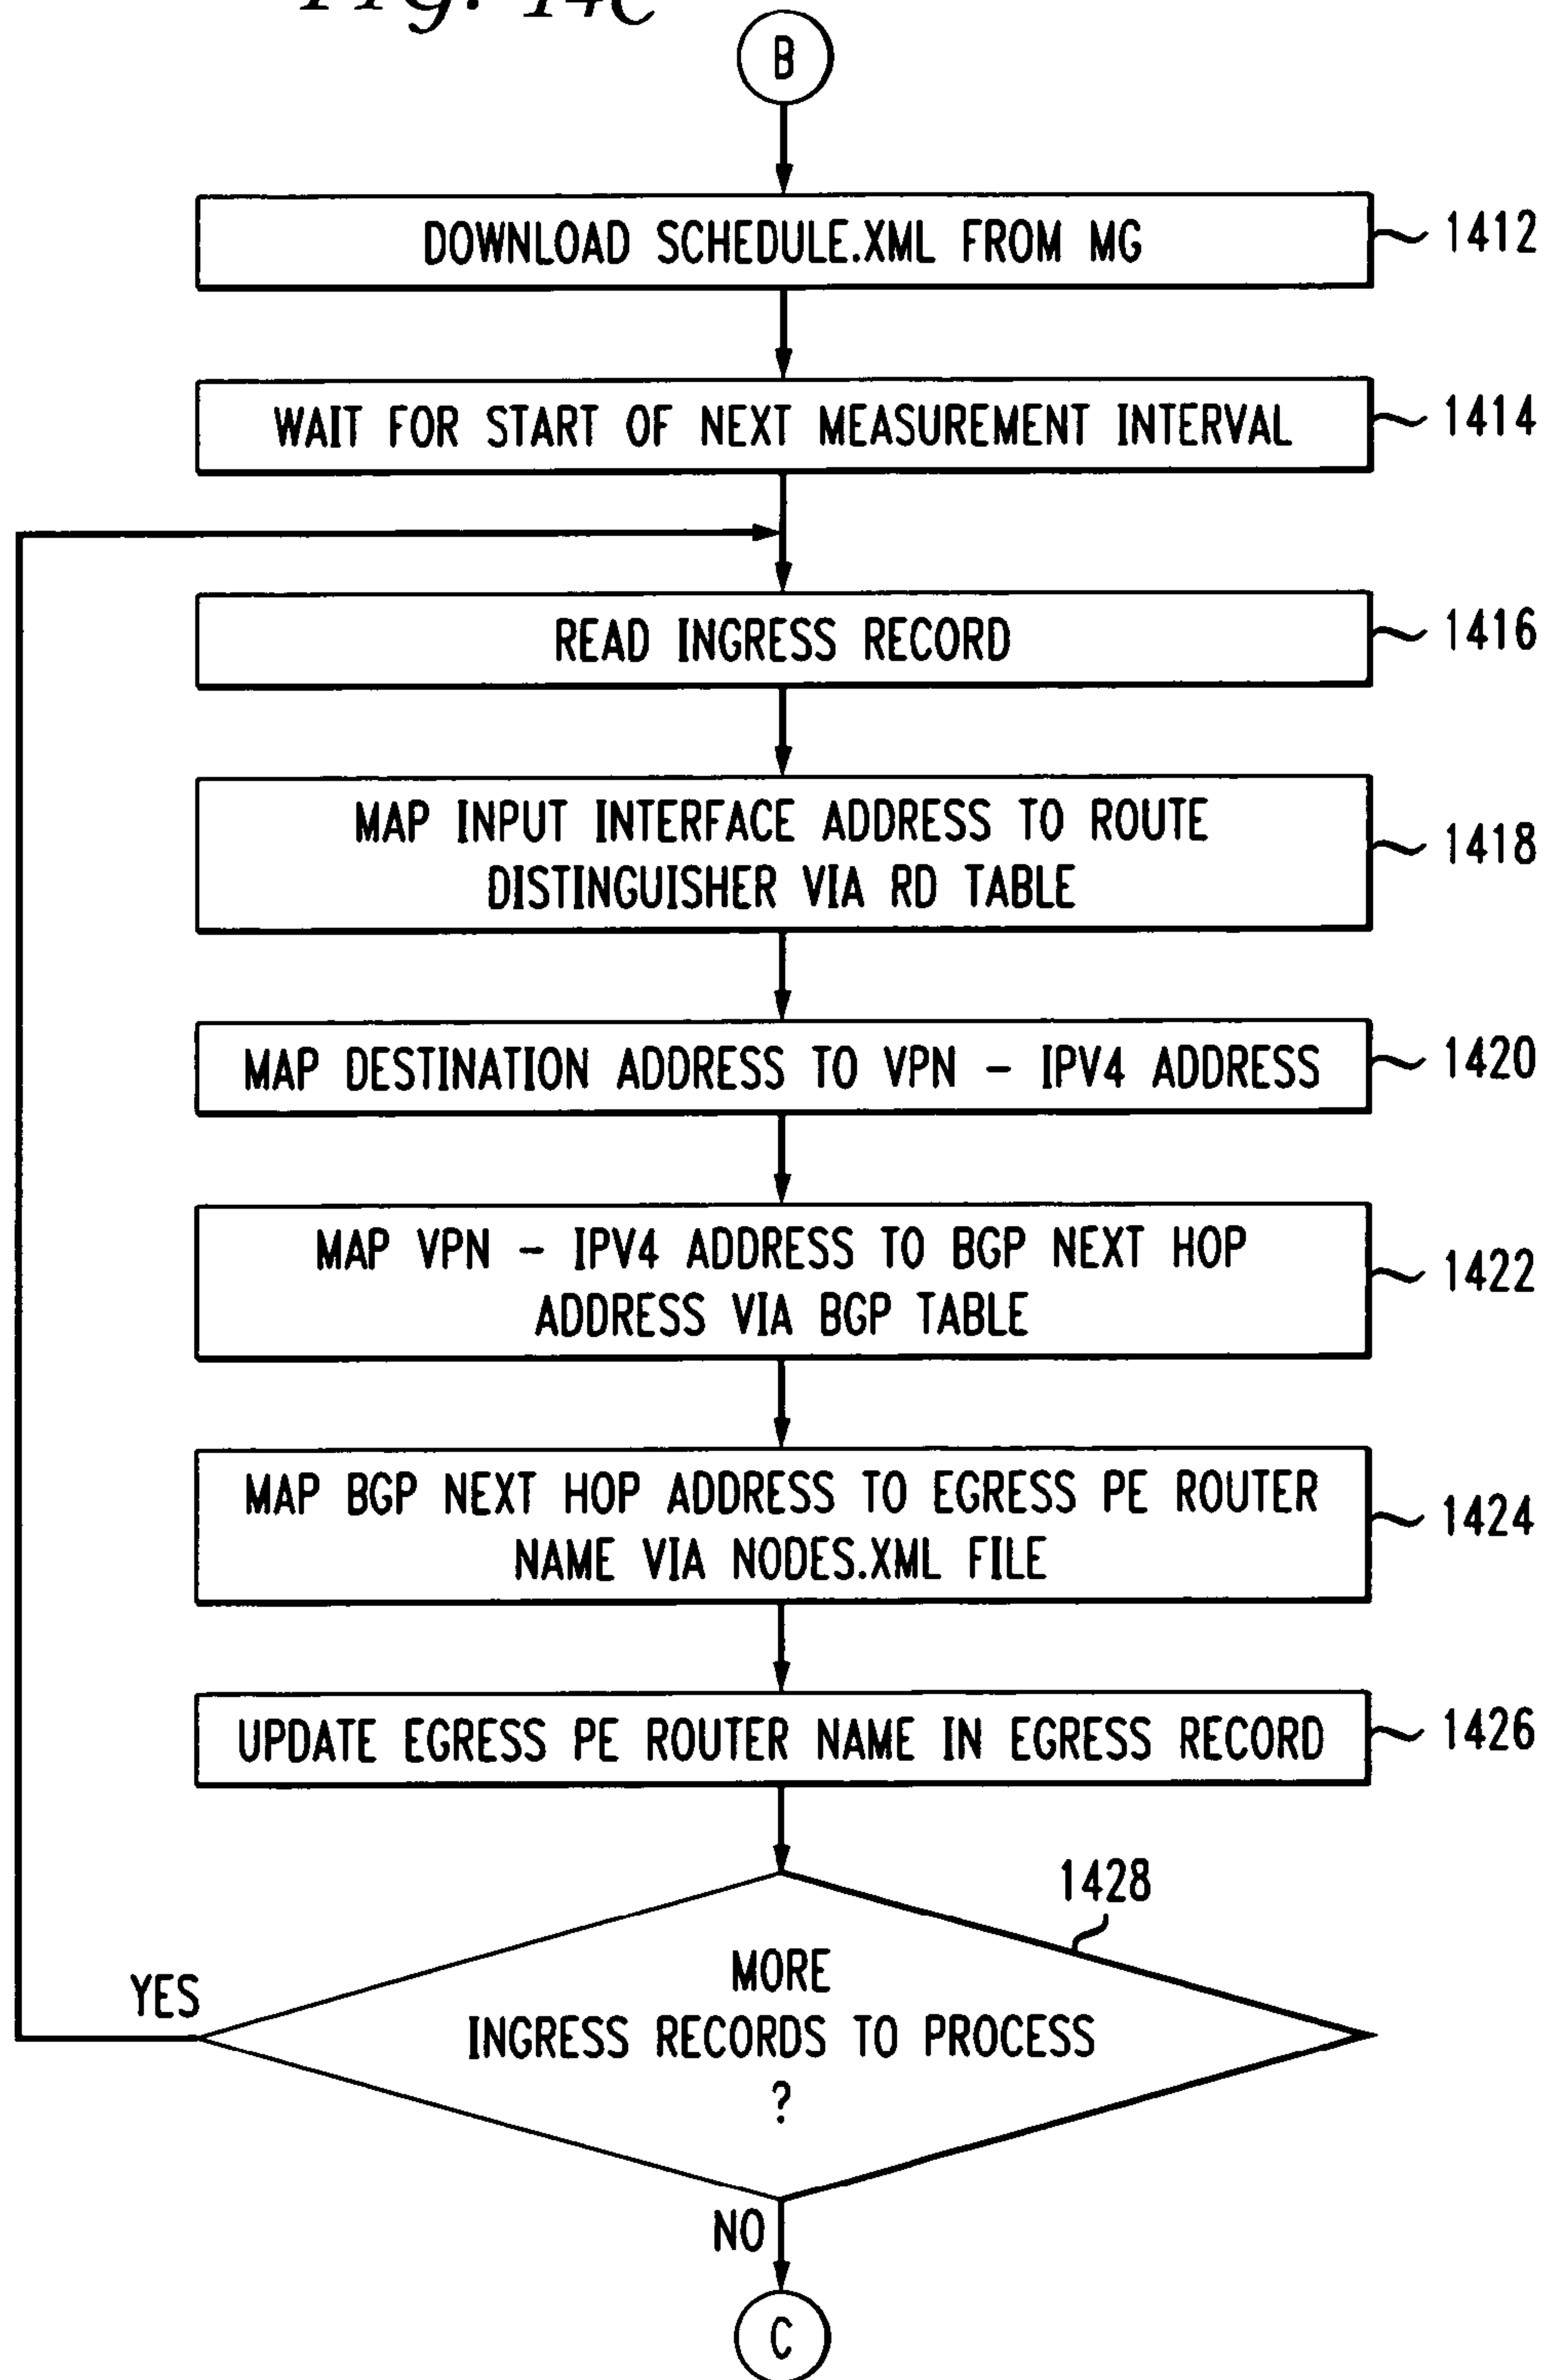 Fig. 14C
B
DOWNLOAD SCHEDULE.XML FROM MG
1412
WAIT FOR START OF NEXT MEASUREMENT INTERVAL
1414
READ INGRESS RECORD
1416
MAP INPUT INTERFACE ADDRESS TO ROUTE
DISTINGUISHER VIA RD TABLE
1418
MAP DESTINATION ADDRESS TO VPN - IPV4 ADDRESS
1420
MAP VPN - IPV4 ADDRESS TO BGP NEXT HOP
ADDRESS VIA BGP TABLE
1422
MAP BGP NEXT HOP ADDRESS TO EGRESS PE ROUTER
NAME VIA NODES.XML FILE
1424
UPDATE EGRESS PE ROUTER NAME IN EGRESS RECORD
1426
1428
MORE
INGRESS RECORDS TO PROCESS
?
YES
NO
C